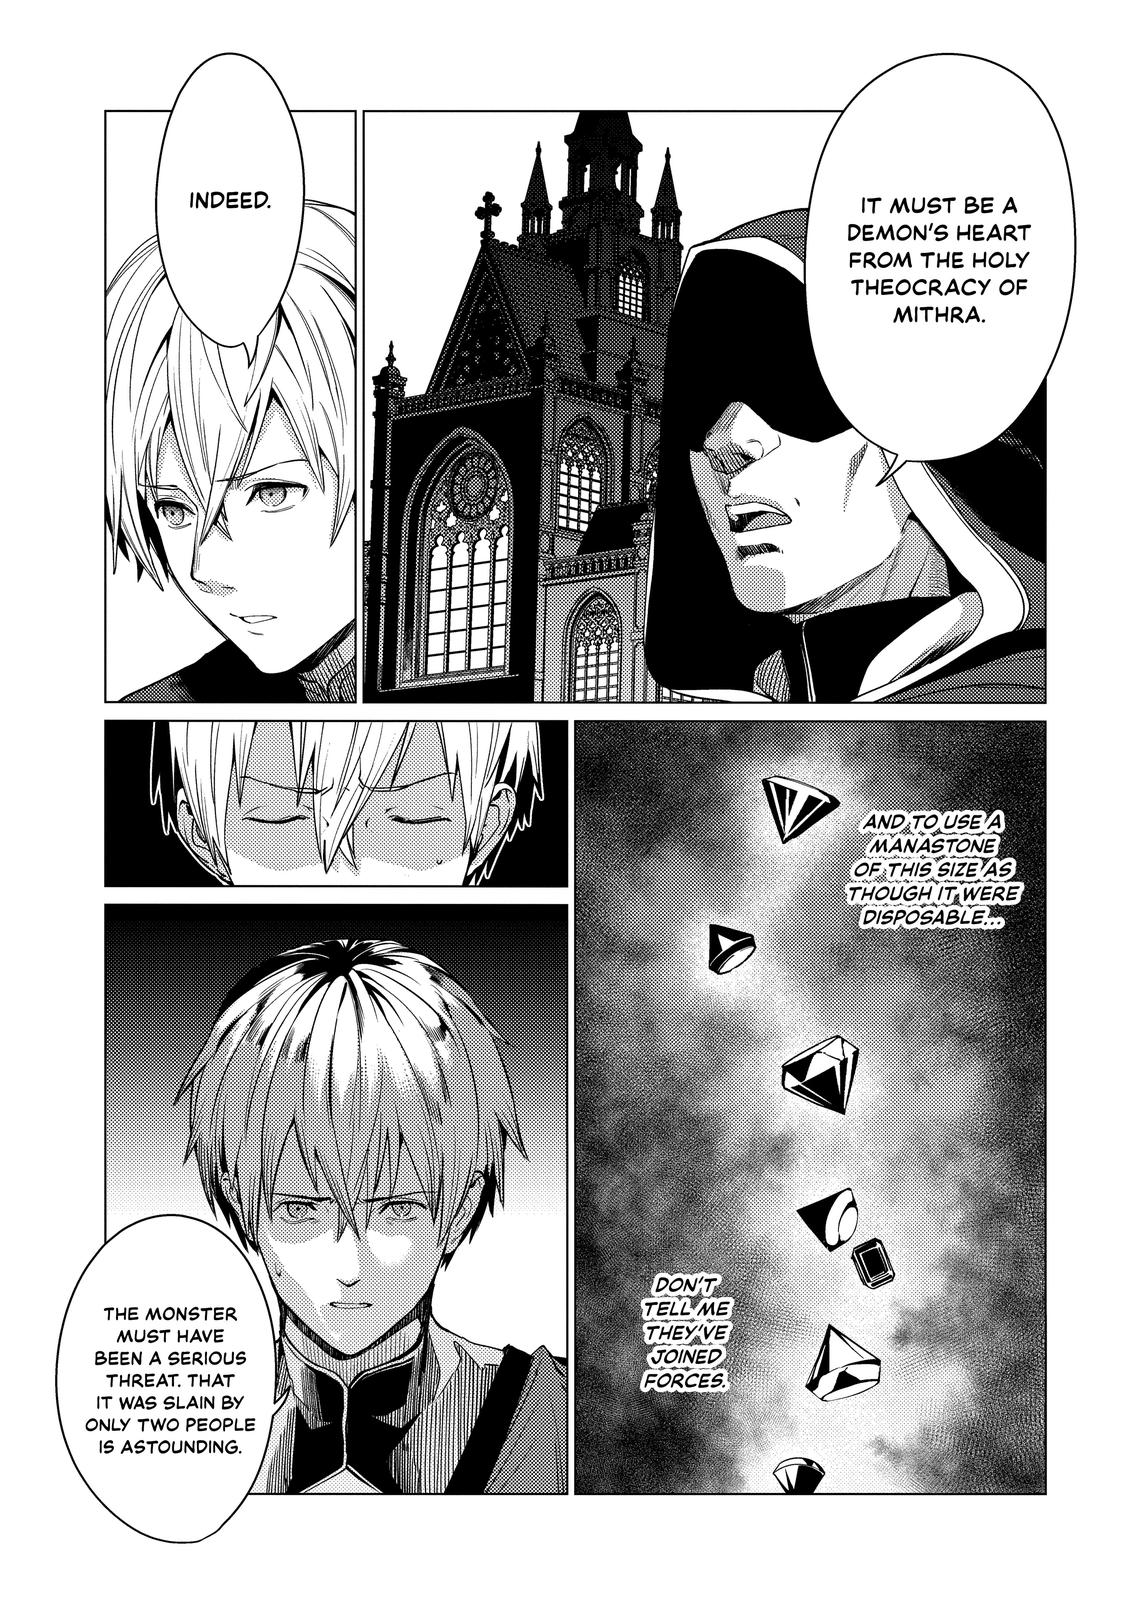 IT MUST BE A
DEMON'S HEART
FROM THE HOLY
THEOCRACY OF
MITHRA.
INDEED.
AND TO USE A
MANASTONE
OF THIS SIZE AS
THOUGH IT WERE
DISPOSABLE...
DON'T
TELL ME
THEY'VE
JOINED
FORCES.
THE MONSTER
MUST HAVE
BEEN A SERIOUS
THREAT. THAT
IT WAS SLAIN BY
ONLY TWO PEOPLE
IS ASTOUNDING.